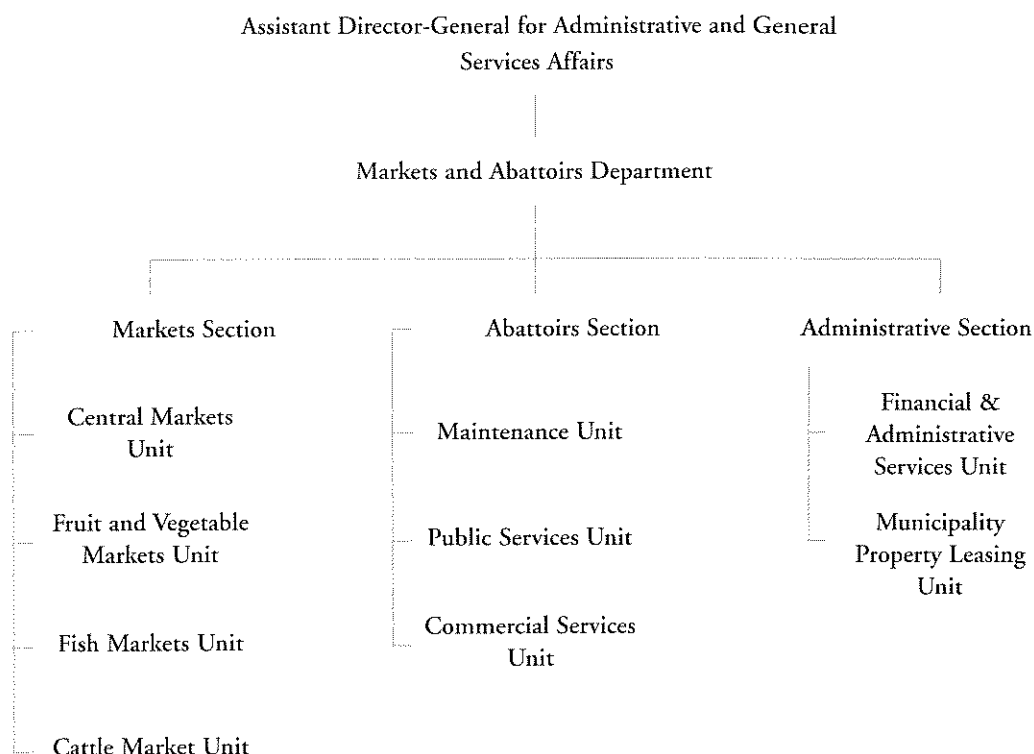 Assistant Director-General for Administrative and General
Services Affairs
Markets and Abattoirs Department
Markets Section
Abattoirs Section
Administrative Section
Central Markets
Unit
Fruit and Vegetable
Markets Unit
Fish Markets Unit
Cattle Market Unit
Maintenance Unit
Public Services Unit
Commercial Services
Unit
Financial &
Administrative
Services Unit
Municipality
Property Leasing
Unit